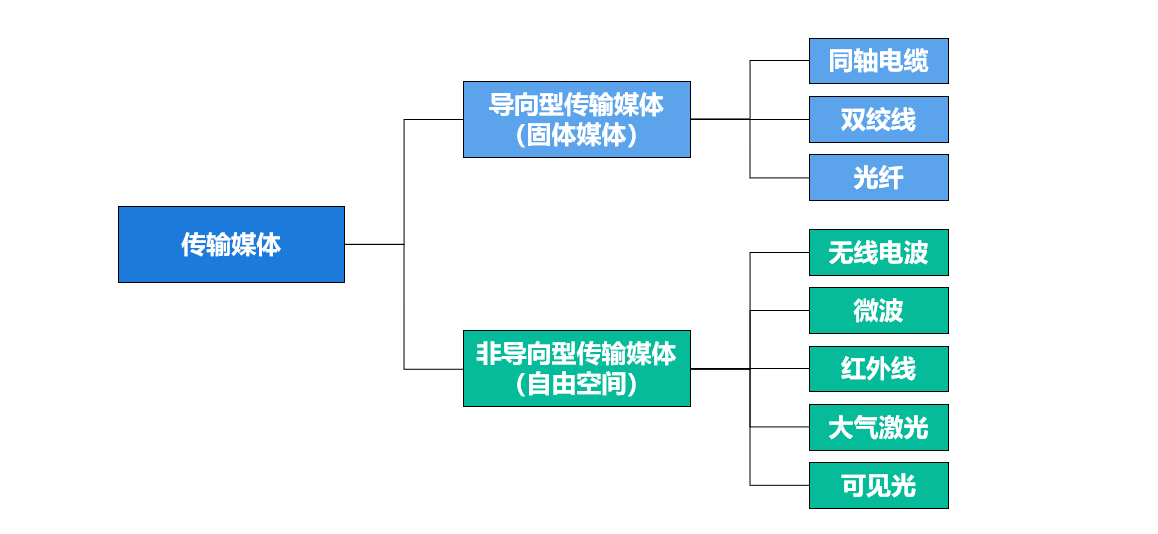 传输媒体
导向型传输媒体
（固体媒体）
同轴电缆
双绞线
光纤
非导向型传输媒体
（自由空间）
无线电波
微波
红外线
大气激光
可见光